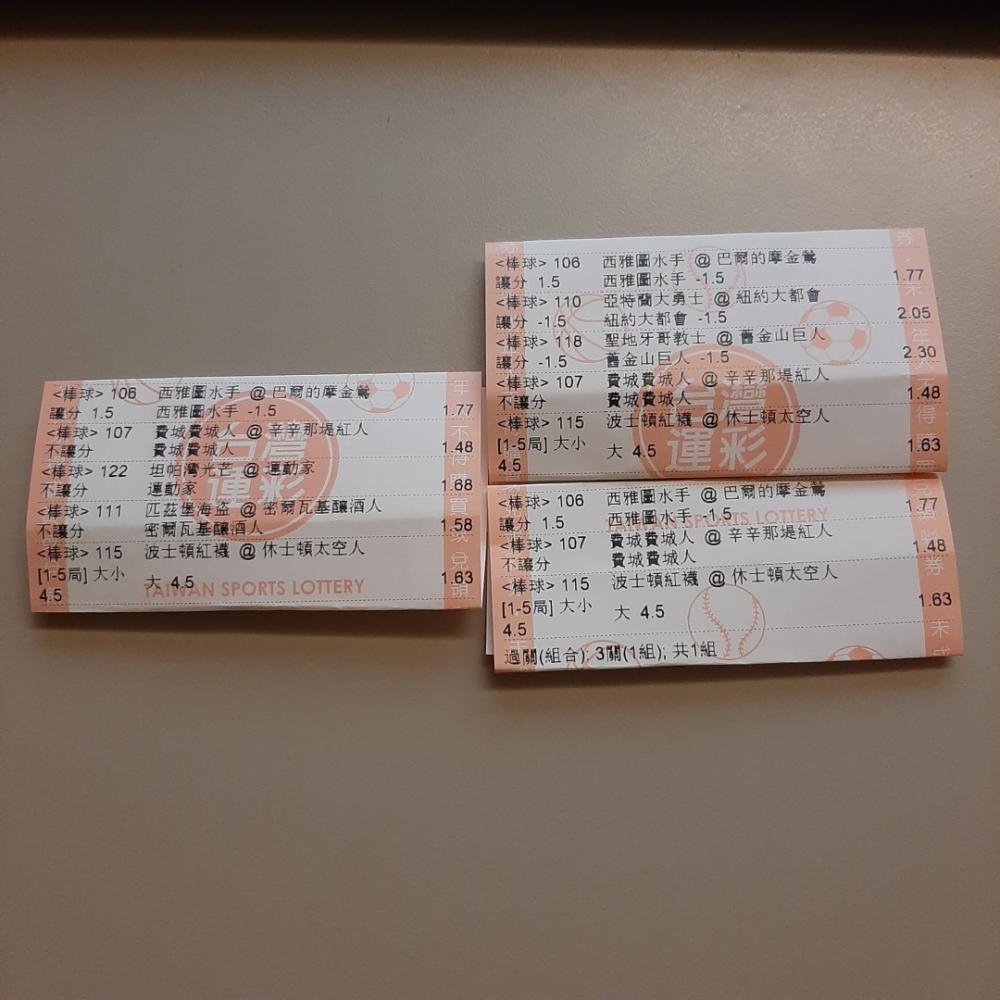 <棒球> 106 西雅圖水手 @ 巴爾的摩金鶯
讓分 1.5 西雅圖水手 -1.5 1.77
<棒球> 107 費城費城人 @ 辛辛那堤紅人
不讓分 費城費城人 1.48
<棒球> 122 坦帕灣光芒 @ 運動家
不讓分 運動家 1.68
<棒球> 111 匹茲堡海盜 @ 密爾瓦基釀酒人
不讓分 密爾瓦基釀酒人 1.58
<棒球> 115 波士頓紅襪 @ 休士頓太空人
[1-5局] 大小 大 4.5 1.63
4.5
TAIWAN SPORTS LOTTERY
<棒球> 106 西雅圖水手 @ 巴爾的摩金鶯
讓分 1.5 西雅圖水手 -1.5 1.77
<棒球> 110 亞特蘭大勇士 @ 紐約大都會
讓分 -1.5 紐約大都會 -1.5 2.05
<棒球> 118 聖地牙哥教士 @ 舊金山巨人
讓分 -1.5 舊金山巨人 -1.5 2.30
<棒球> 107 費城費城人 @ 辛辛那堤紅人
不讓分 費城費城人 1.48
<棒球> 115 波士頓紅襪 @ 休士頓太空人
[1-5局] 大小 大 4.5 1.63
4.5
台灣
運彩
<棒球> 106 西雅圖水手 @ 巴爾的摩金鶯
讓分 1.5 西雅圖水手 -1.5 1.77
TAIWAN SPORTS LOTTERY
<棒球> 107 費城費城人 @ 辛辛那堤紅人
不讓分 費城費城人 1.48
<棒球> 115 波士頓紅襪 @ 休士頓太空人
[1-5局] 大小 大 4.5 1.63
4.5
過關(組合): 3關(1組); 共1組